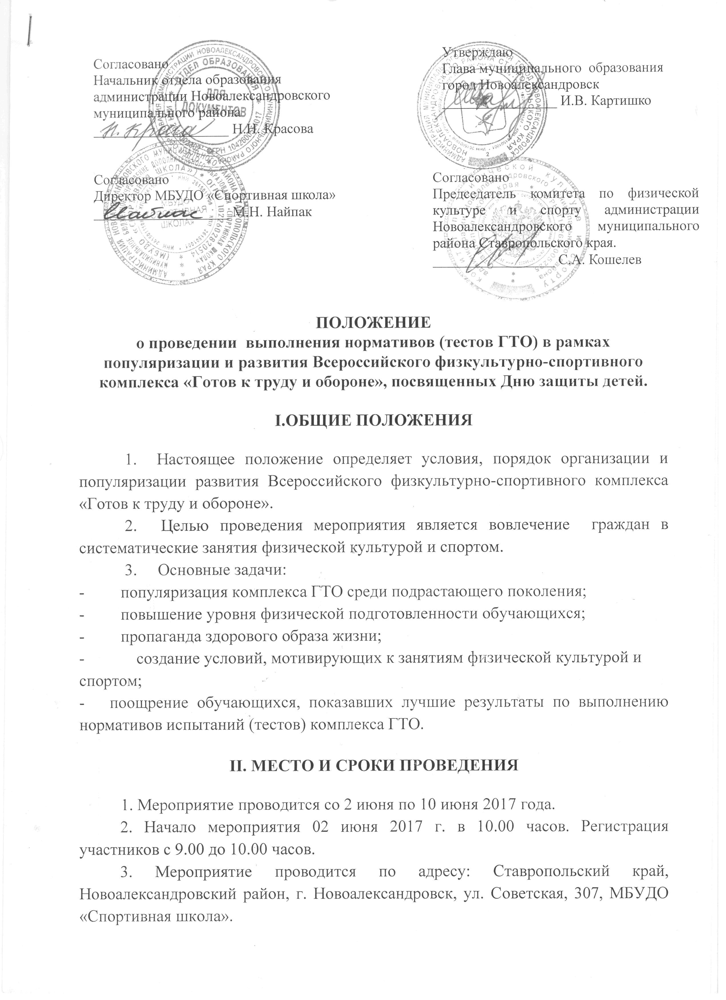 Согласовано
Начальник отдела образования
администрации Новоалександровского
муниципального района
Н.Н. Красова
Утверждаю
Глава муниципального образования
город Новоалександровск
И.В. Картишко
Согласовано
Директор МБУДО «Спортивная школа»
М.Н. Найпак
Согласовано
Председатель комитета по физической
культуре и спорту администрации
Новоалександровского муниципального
района Ставропольского края.
С.А. Кошелев
ОТДЕЛ ОБРАЗОВАНИЯ
ДЛЯ
ДОКУМЕНТОВ
МБУДО
СПОРТИВНАЯ
ШКОЛА»
ПОЛОЖЕНИЕ
о проведении выполнения нормативов (тестов ГТО) в рамках
популяризации и развития Всероссийского физкультурно-спортивного
комплекса «Готов к труду и обороне», посвященных Дню защиты детей.
I.ОБЩИЕ ПОЛОЖЕНИЯ
1. Настоящее положение определяет условия, порядок организации и
популяризации развития Всероссийского физкультурно-спортивного комплекса
«Готов к труду и обороне».
2. Целью проведения мероприятия является вовлечение граждан в
систематические занятия физической культурой и спортом.
3. Основные задачи:
- популяризация комплекса ГТО среди подрастающего поколения;
- повышение уровня физической подготовленности обучающихся;
- пропаганда здорового образа жизни;
- создание условий, мотивирующих к занятиям физической культурой и
спортом;
- поощрение обучающихся, показавших лучшие результаты по выполнению
нормативов испытаний (тестов) комплекса ГТО.
II. МЕСТО И СРОКИ ПРОВЕДЕНИЯ
1. Мероприятие проводится со 2 июня по 10 июня 2017 года.
2. Начало мероприятия 02 июня 2017 г. в 10.00 часов. Регистрация
участников с 9.00 до 10.00 часов.
3. Мероприятие проводится по адресу: Ставропольский край,
Новоалександровский район, г. Новоалександровск, ул. Советская, 307, МБУДО
«Спортивная школа».